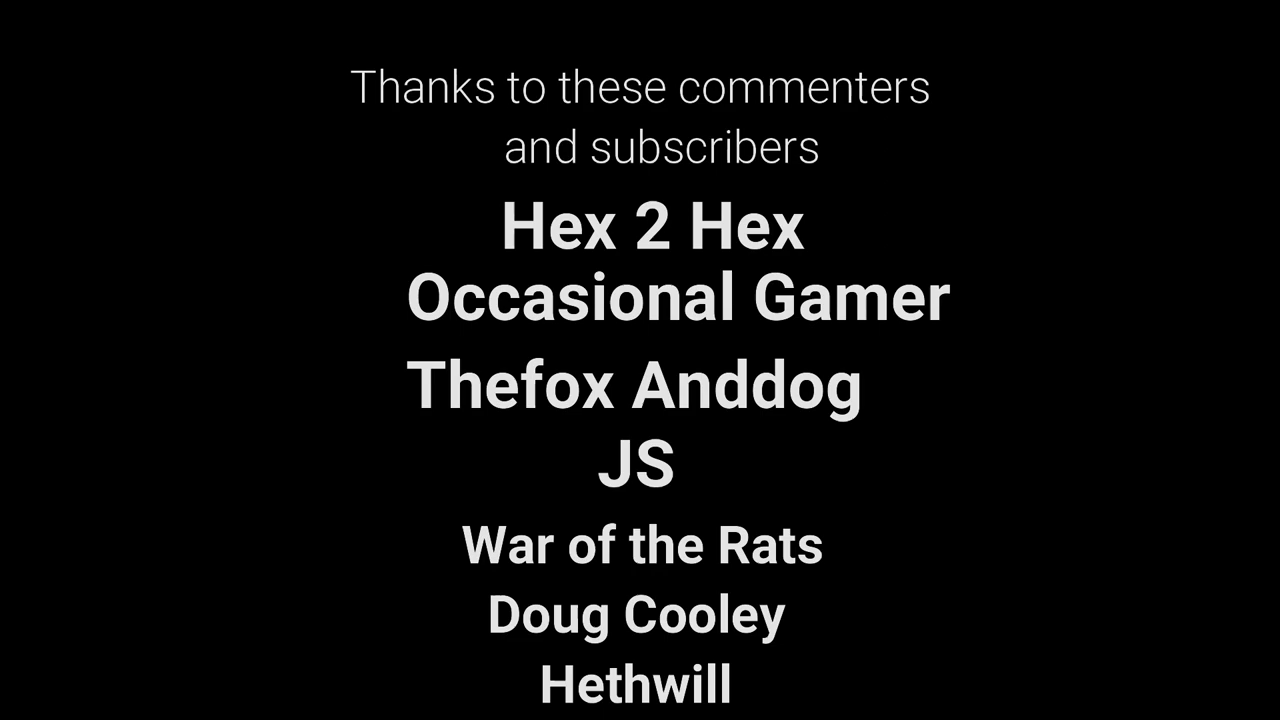 Thanks to these commenters
and subscribers
Hex 2 Hex
Occasional Gamer
Thefox Anddog
JS
War of the Rats
Doug Cooley
Hethwill